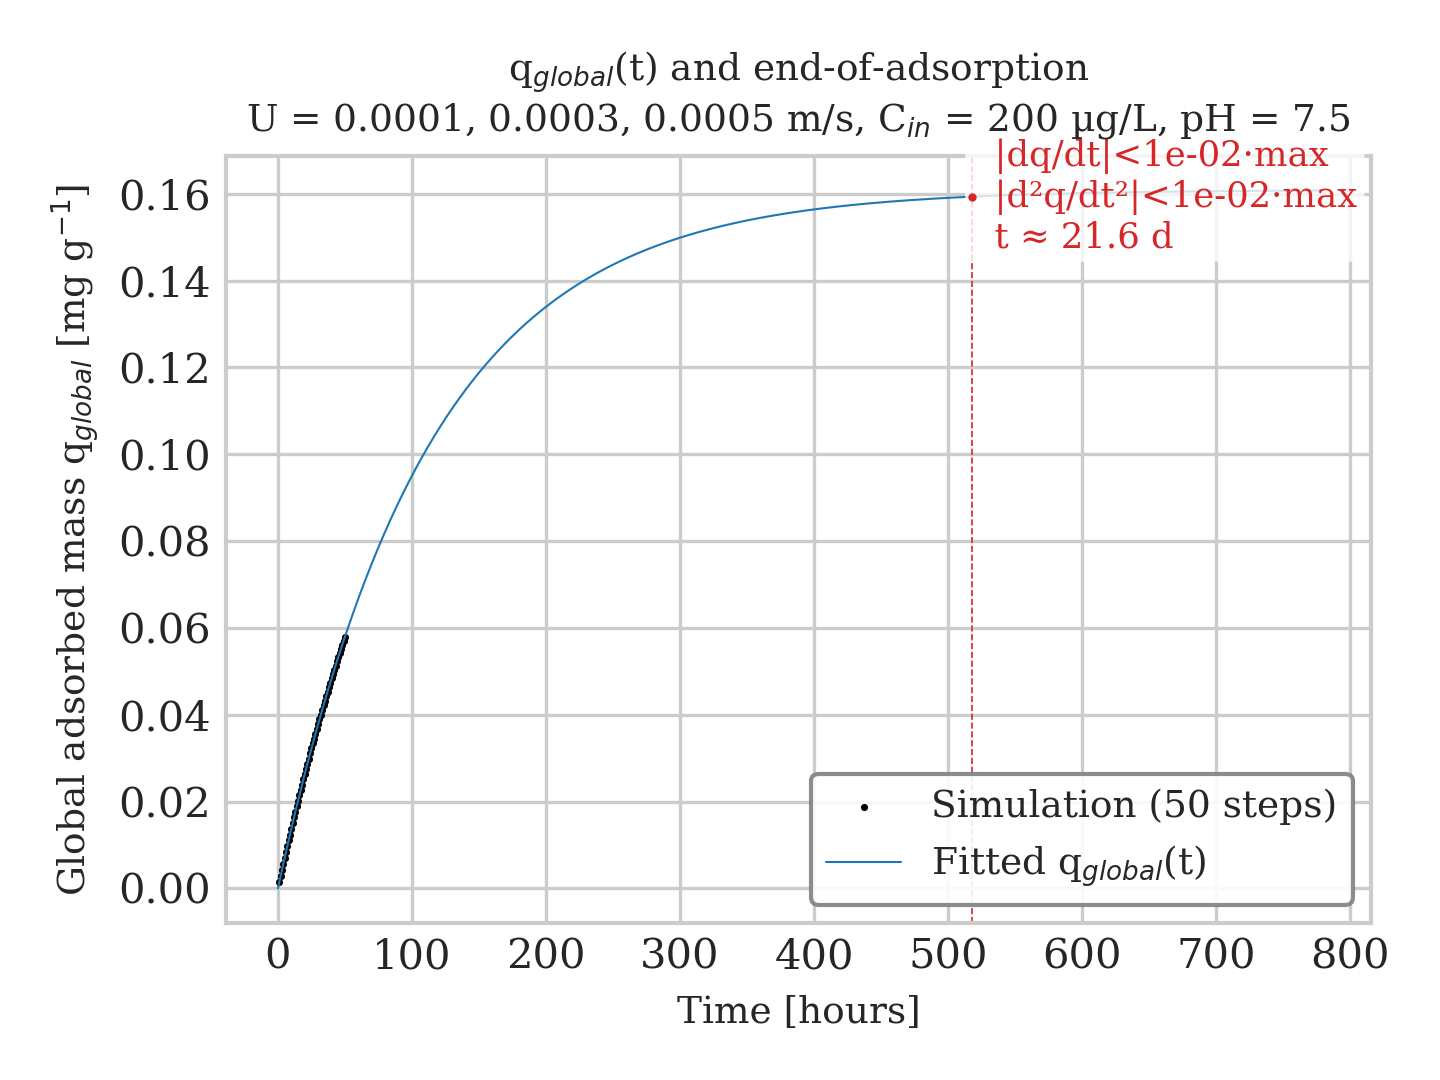 q_global(t) and end-of-adsorption
U = 0.0001, 0.0003, 0.0005 m/s, C_in = 200 µg/L, pH = 7.5
|dq/dt|<1e-02·max
|d²q/dt²|<1e-02·max
t ≈ 21.6 d
Global adsorbed mass q_global [mg g⁻¹]
0.16
0.14
0.12
0.10
0.08
0.06
0.04
0.02
0.00
Simulation (50 steps)
Fitted q_global(t)
0 100 200 300 400 500 600 700 800
Time [hours]